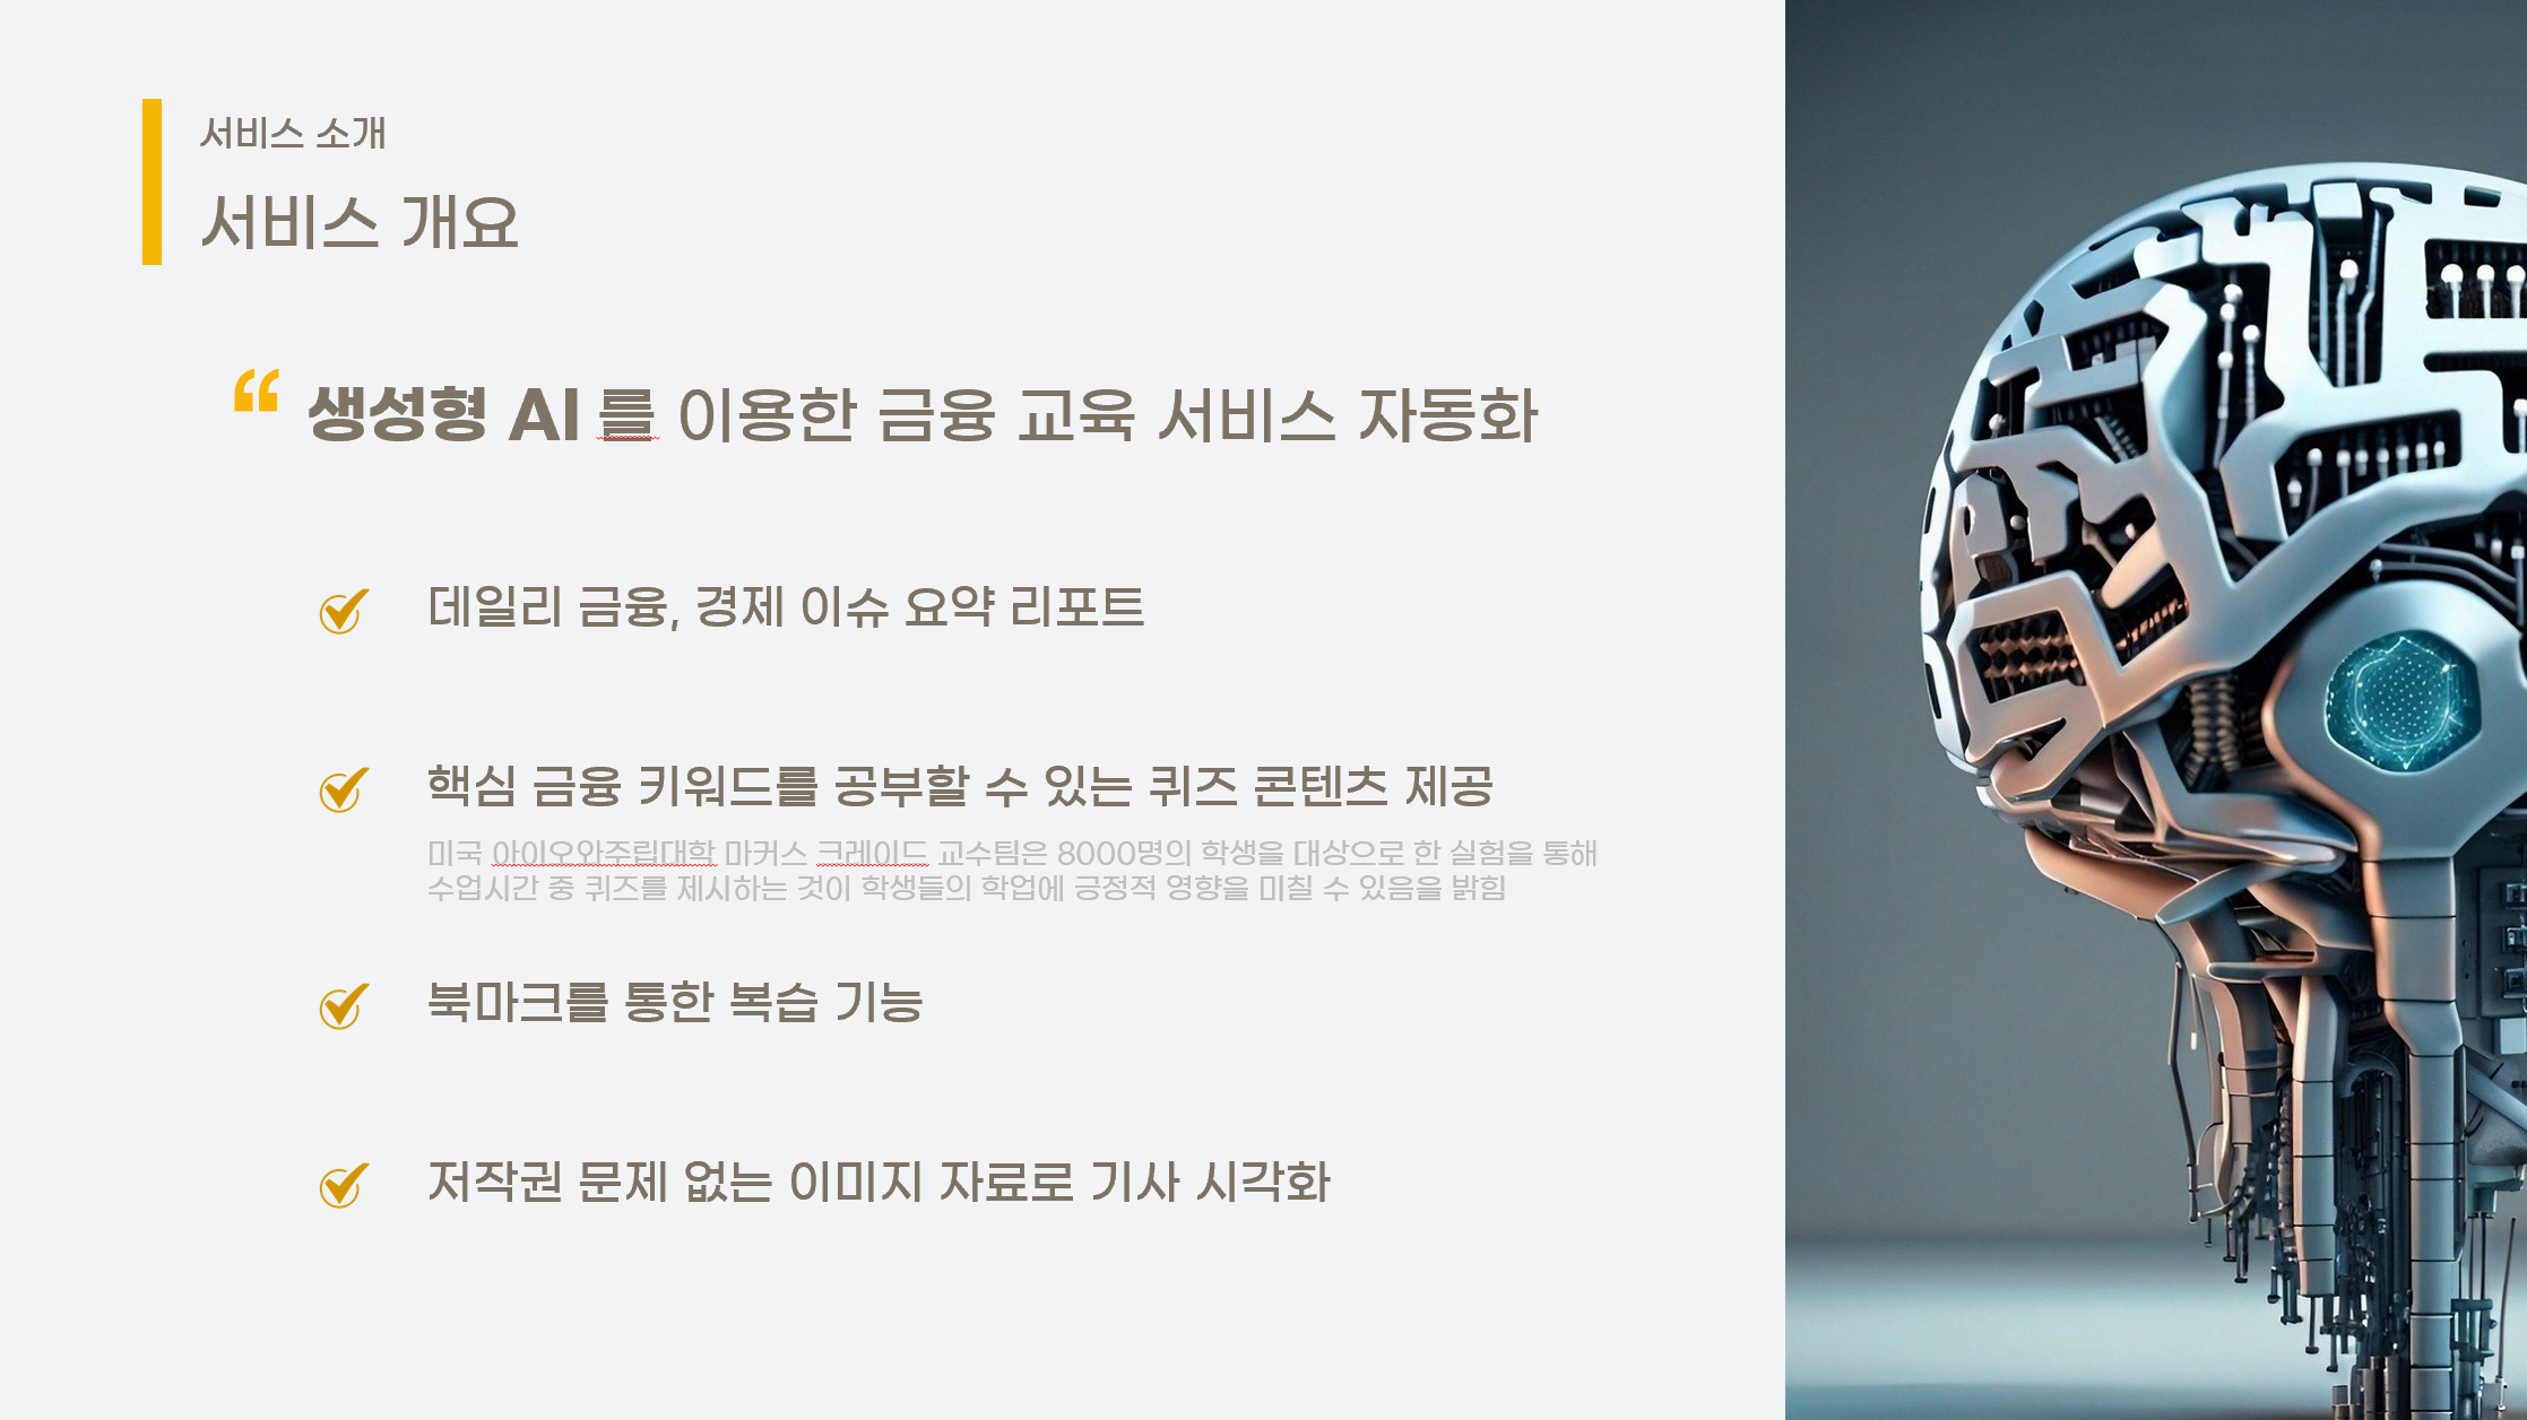 서비스 소개
서비스 개요
“ 생성형 AI 를 이용한 금융 교육 서비스 자동화
데일리 금융, 경제 이슈 요약 리포트
핵심 금융 키워드를 공부할 수 있는 퀴즈 콘텐츠 제공
미국 아이오와주립대학 마커스 크레이드 교수팀은 8000명의 학생을 대상으로 한 실험을 통해
수업시간 중 퀴즈를 제시하는 것이 학생들의 학업에 긍정적 영향을 미칠 수 있음을 밝힘
북마크를 통한 복습 기능
저작권 문제 없는 이미지 자료로 기사 시각화